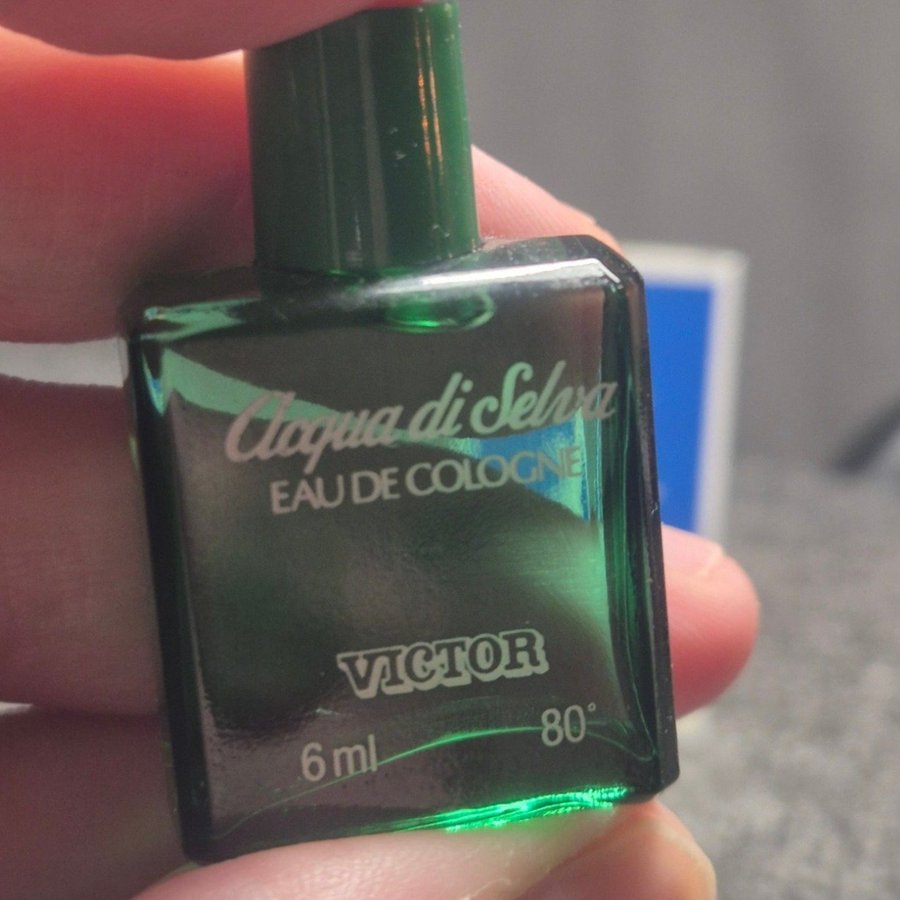 Acqua di Selva
EAU DE COLOGNE
VICTOR
6 ml 80°